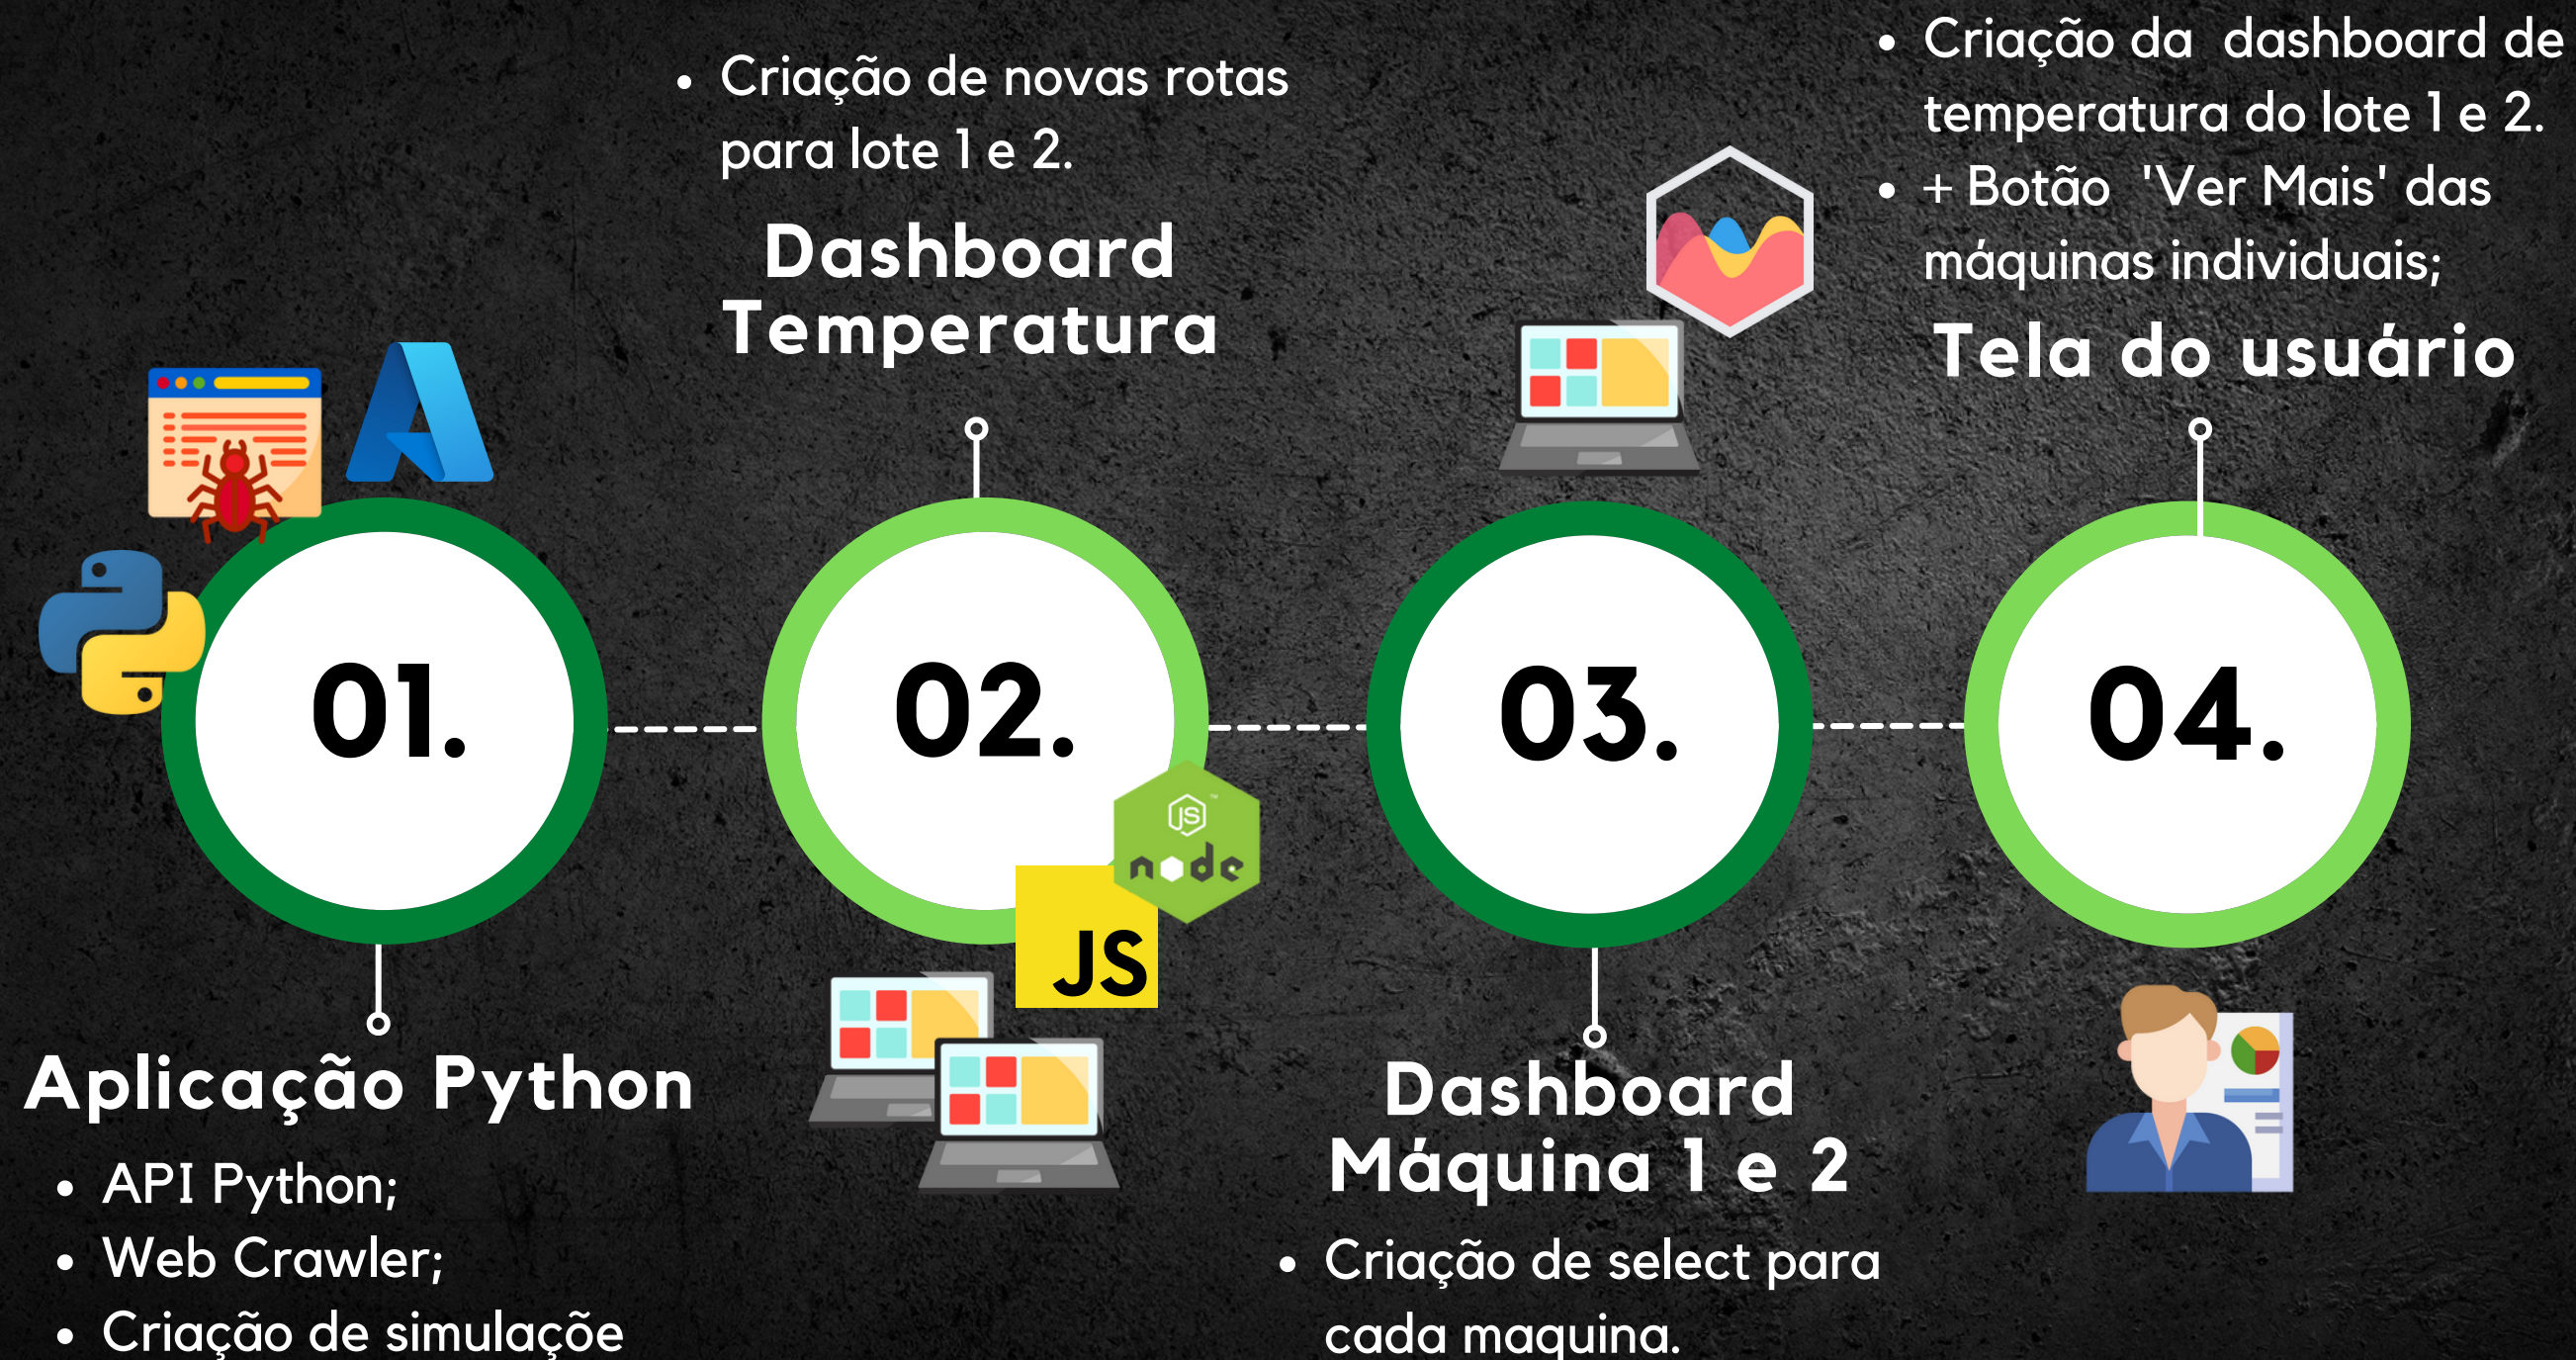 • Criação de novas rotas
para lote 1 e 2.
Dashboard
Temperatura
• Criação da dashboard de
temperatura do lote 1 e 2.
• + Botão 'Ver Mais' das
máquinas individuais;
Tela do usuário
01.
02.
03.
04.
JS
node
JS
Aplicação Python
• API Python;
• Web Crawler;
• Criação de simulaçõe
Dashboard
Máquina 1 e 2
• Criação de select para
cada maquina.